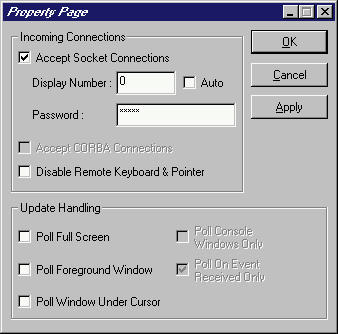 Property Page
Incoming Connections
OK
Accept Socket Connections
Display Number : 0 Auto
Cancel
Password : *****
Apply
Accept CORBA Connections
Disable Remote Keyboard & Pointer
Update Handling
Poll Full Screen
Poll Console
Windows Only
Poll Foreground Window
Poll On Event
Received Only
Poll Window Under Cursor